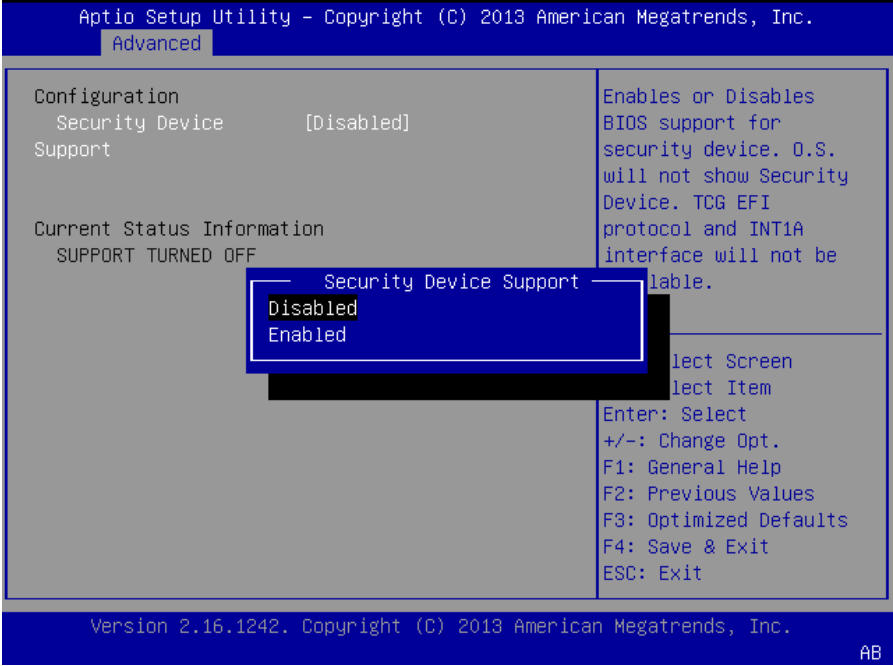 Aptio Setup Utility – Copyright (C) 2013 American Megatrends, Inc.
Advanced
Configuration
Security Device [Disabled]
Support
Current Status Information
SUPPORT TURNED OFF
Security Device Support
Disabled
Enabled
Enables or Disables
BIOS support for
security device. O.S.
will not show Security
Device. TCG EFI
protocol and INT1A
interface will not be
lable.
lect Screen
lect Item
Enter: Select
+/-: Change Opt.
F1: General Help
F2: Previous Values
F3: Optimized Defaults
F4: Save & Exit
ESC: Exit
Version 2.16.1242. Copyright (C) 2013 American Megatrends, Inc.
AB